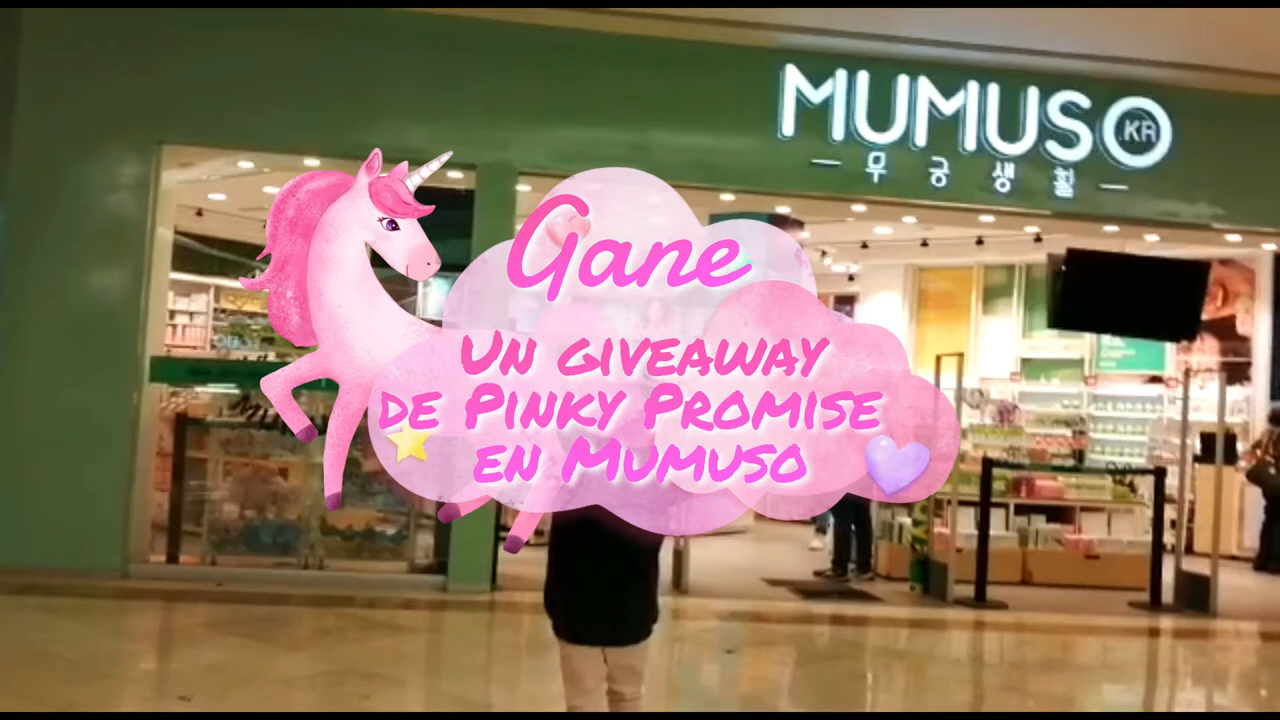 MUMUSO
.KR
무궁생활
Gane
Un giveaway
de Pinky Promise
en Mumuso